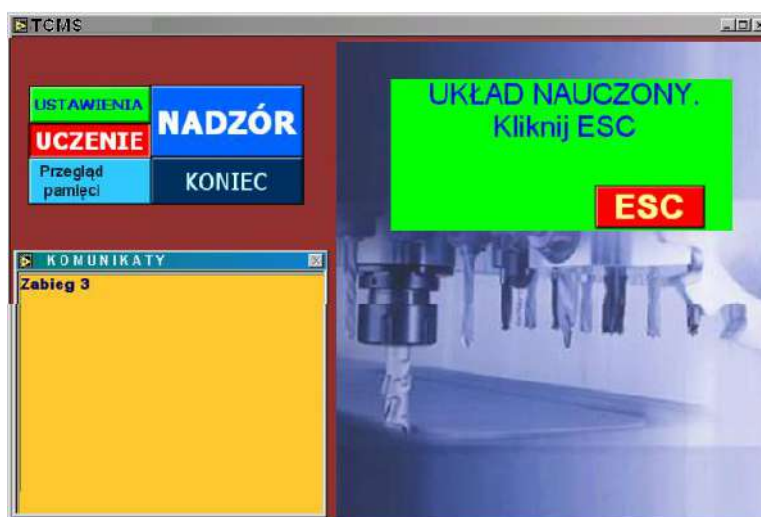 TCMS
USTAWIENIA
UCZENIE
NADZÓR
Przegląd
pamięci
KONIEC
UKŁAD NAUCZONY.
Kliknij ESC
ESC
KOMUNIKATY
Zabieg 3